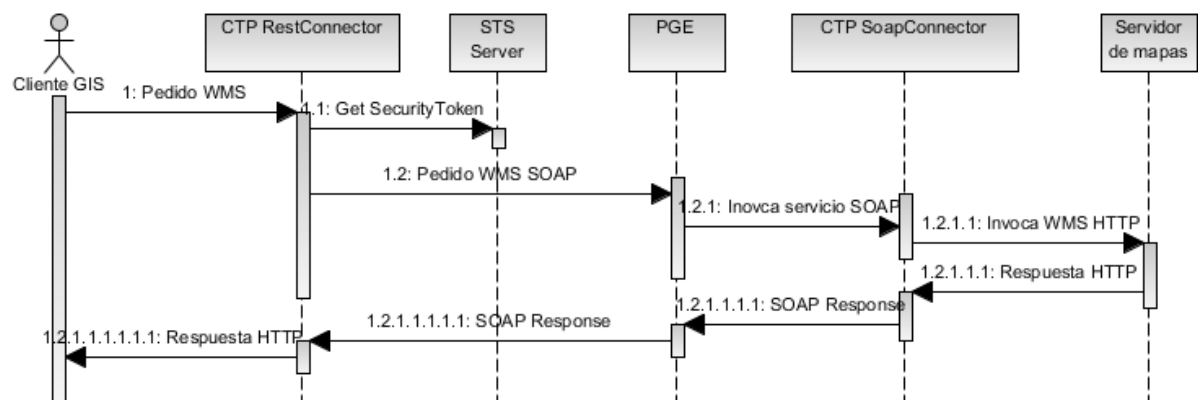 CTP RestConnector
STS
Server
PGE
CTP SoapConnector
Servidor
de mapas
Cliente GIS
1: Pedido WMS
1.1: Get SecurityToken
1.2: Pedido WMS SOAP
1.2.1: Inovca servicio SOAP
1.2.1.1: Invoca WMS HTTP
1.2.1.1.1: Respuesta HTTP
1.2.1.1.1.1: SOAP Response
1.2.1.1.1.1.1: SOAP Response
1.2.1.1.1.1.1.1: Respuesta HTTP